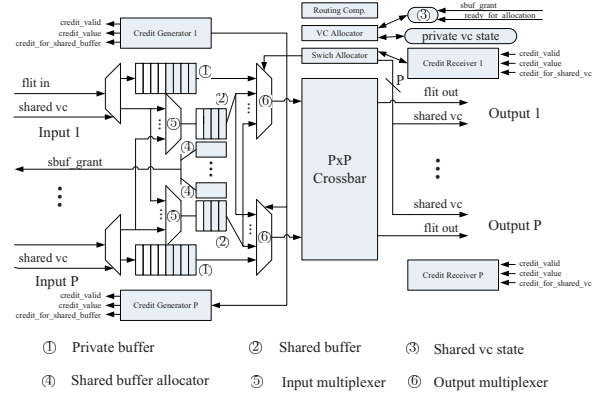 Routing Comp.
sbuf_grant
ready_for_allocation
③
VC Allocator
private vc state
Swich Allocator
credit_valid
credit_value
credit_for_shared_buffer
Credit Generator 1
Credit Receiver 1
credit_valid
credit_value
credit_for_shared_vc
flit in
shared vc
Input 1
①
②
⑤
⑥
④
P
flit out
shared vc
Output 1
sbuf_grant
PxP
Crossbar
④
⑤
②
⑥
①
shared vc
flit out
Output P
shared vc
Input P
credit_valid
credit_value
credit_for_shared_buffer
Credit Generator P
Credit Receiver P
credit_valid
credit_value
credit_for_shared_vc
① Private buffer
② Shared buffer
③ Shared vc state
④ Shared buffer allocator
⑤ Input multiplexer
⑥ Output multiplexer